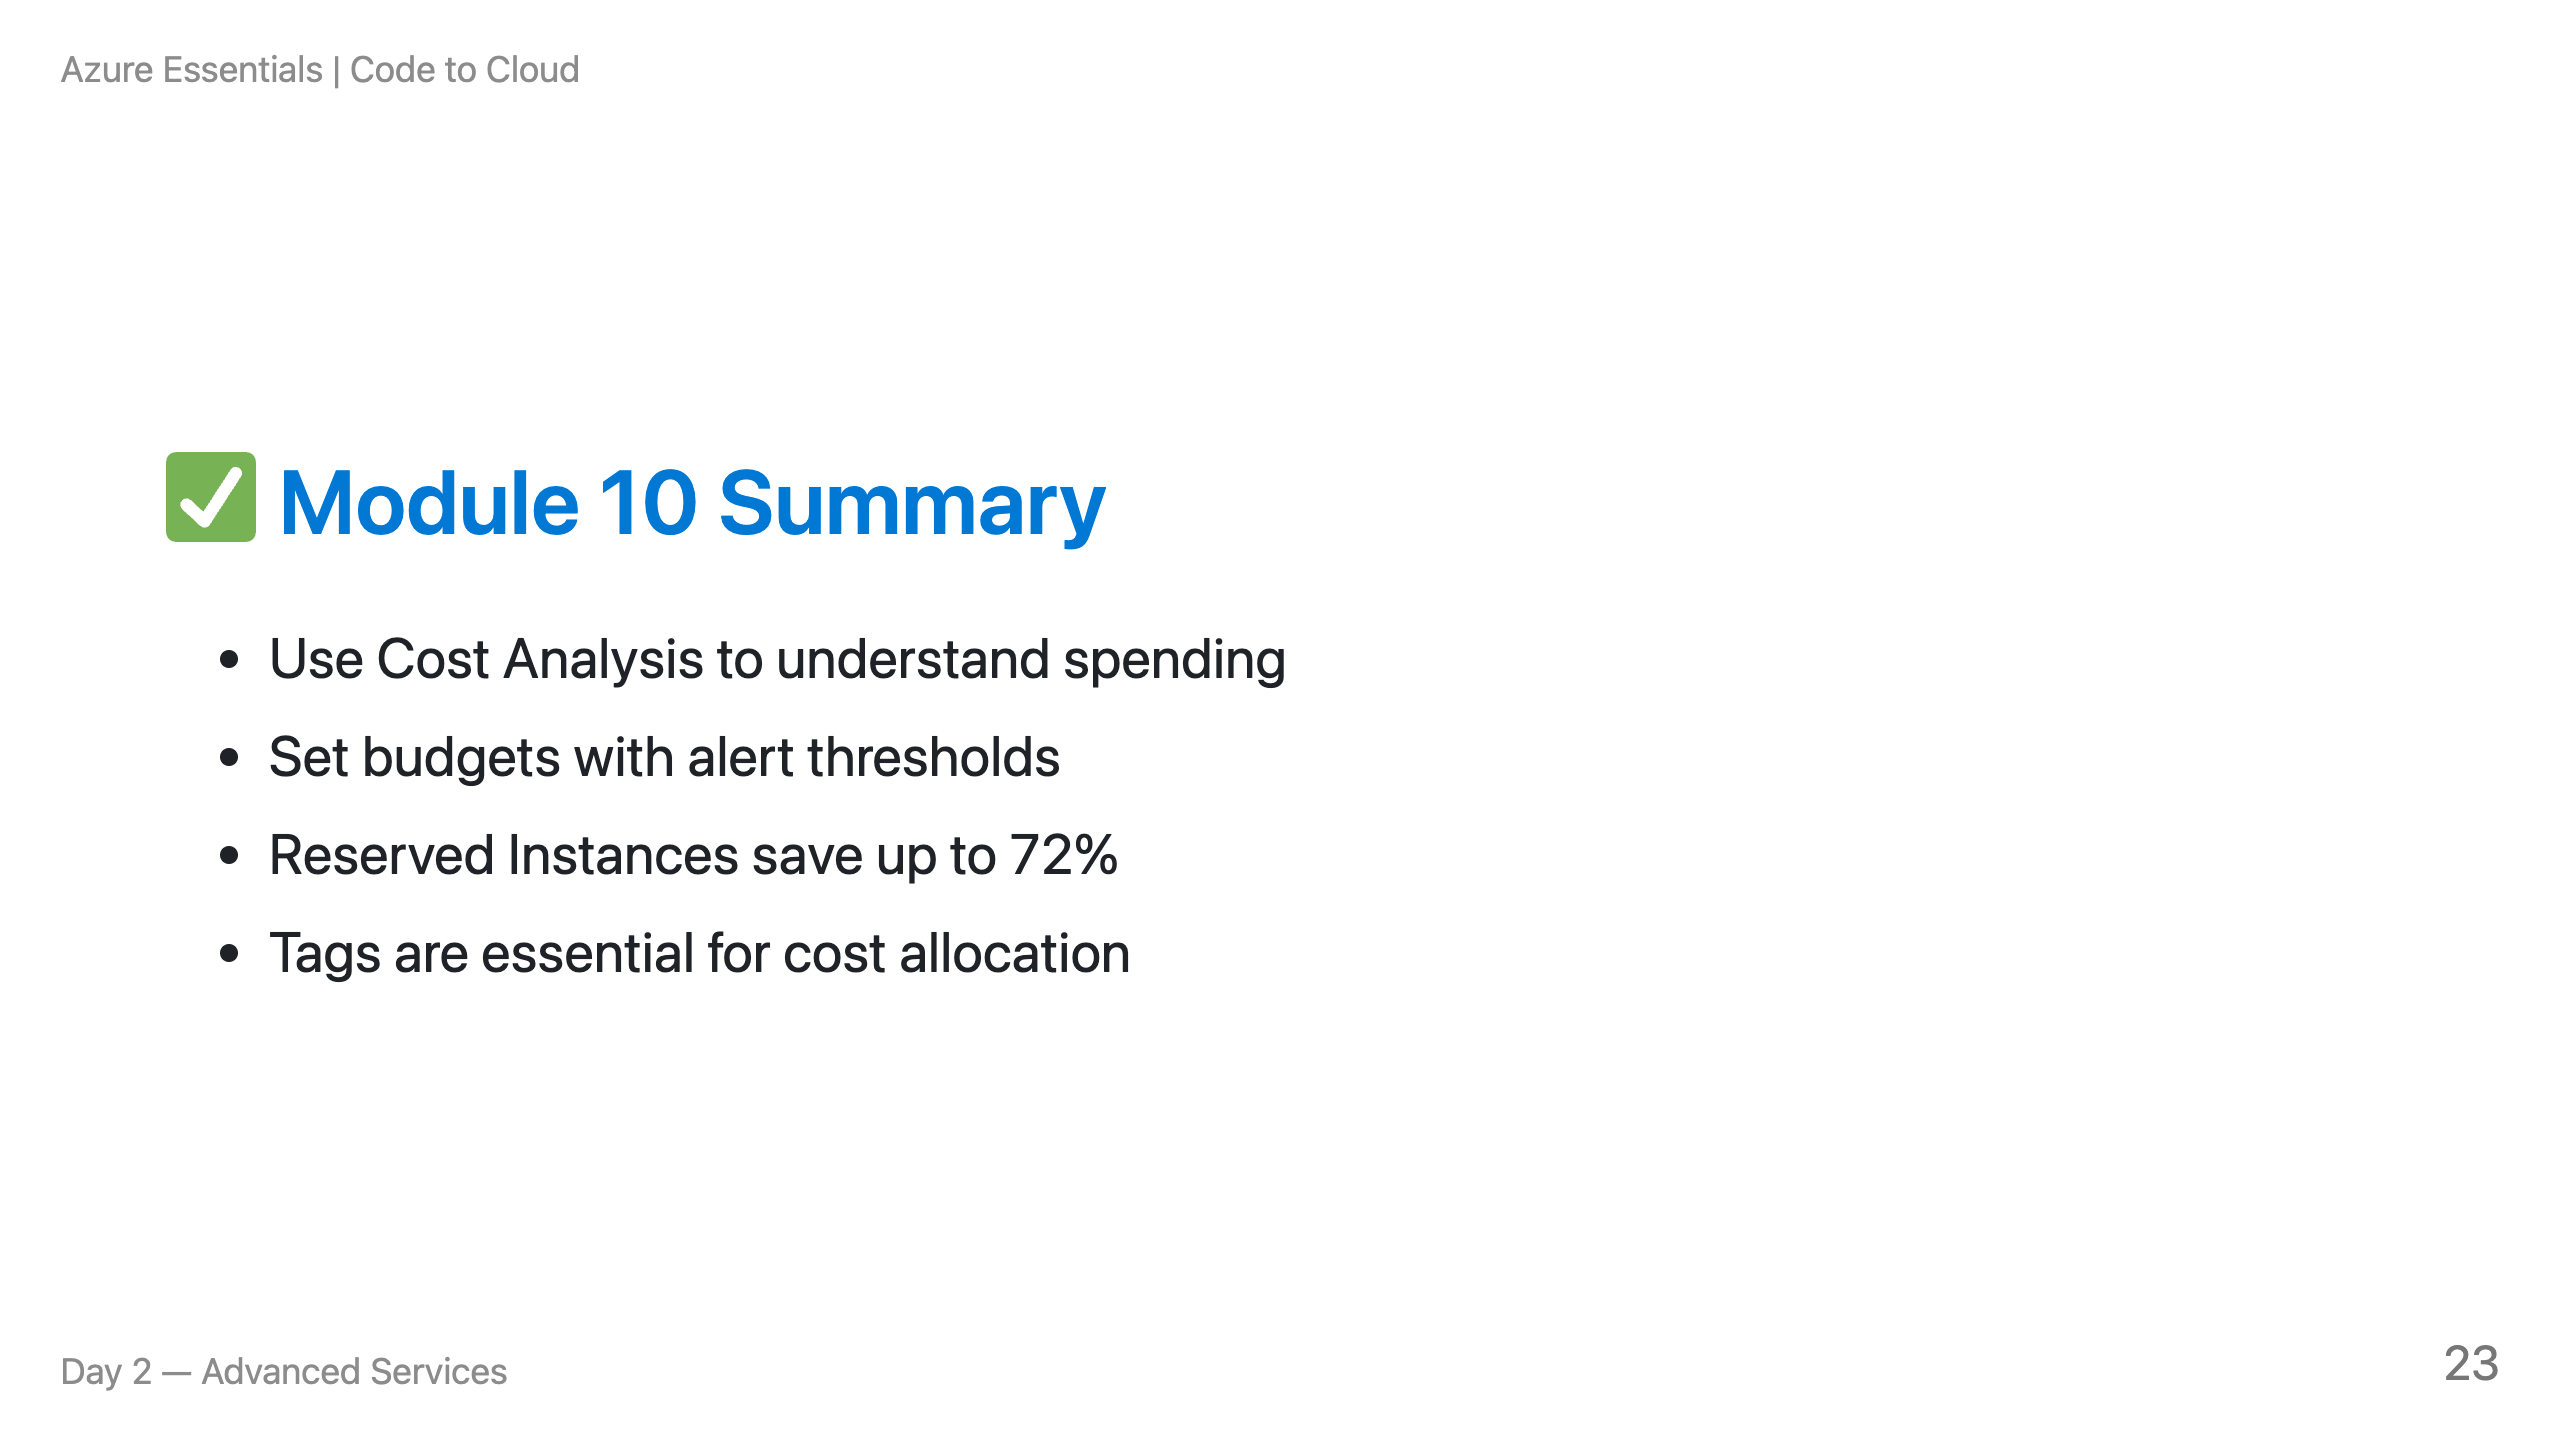 Azure Essentials | Code to Cloud
✅ Module 10 Summary
• Use Cost Analysis to understand spending
• Set budgets with alert thresholds
• Reserved Instances save up to 72%
• Tags are essential for cost allocation
Day 2 — Advanced Services
23